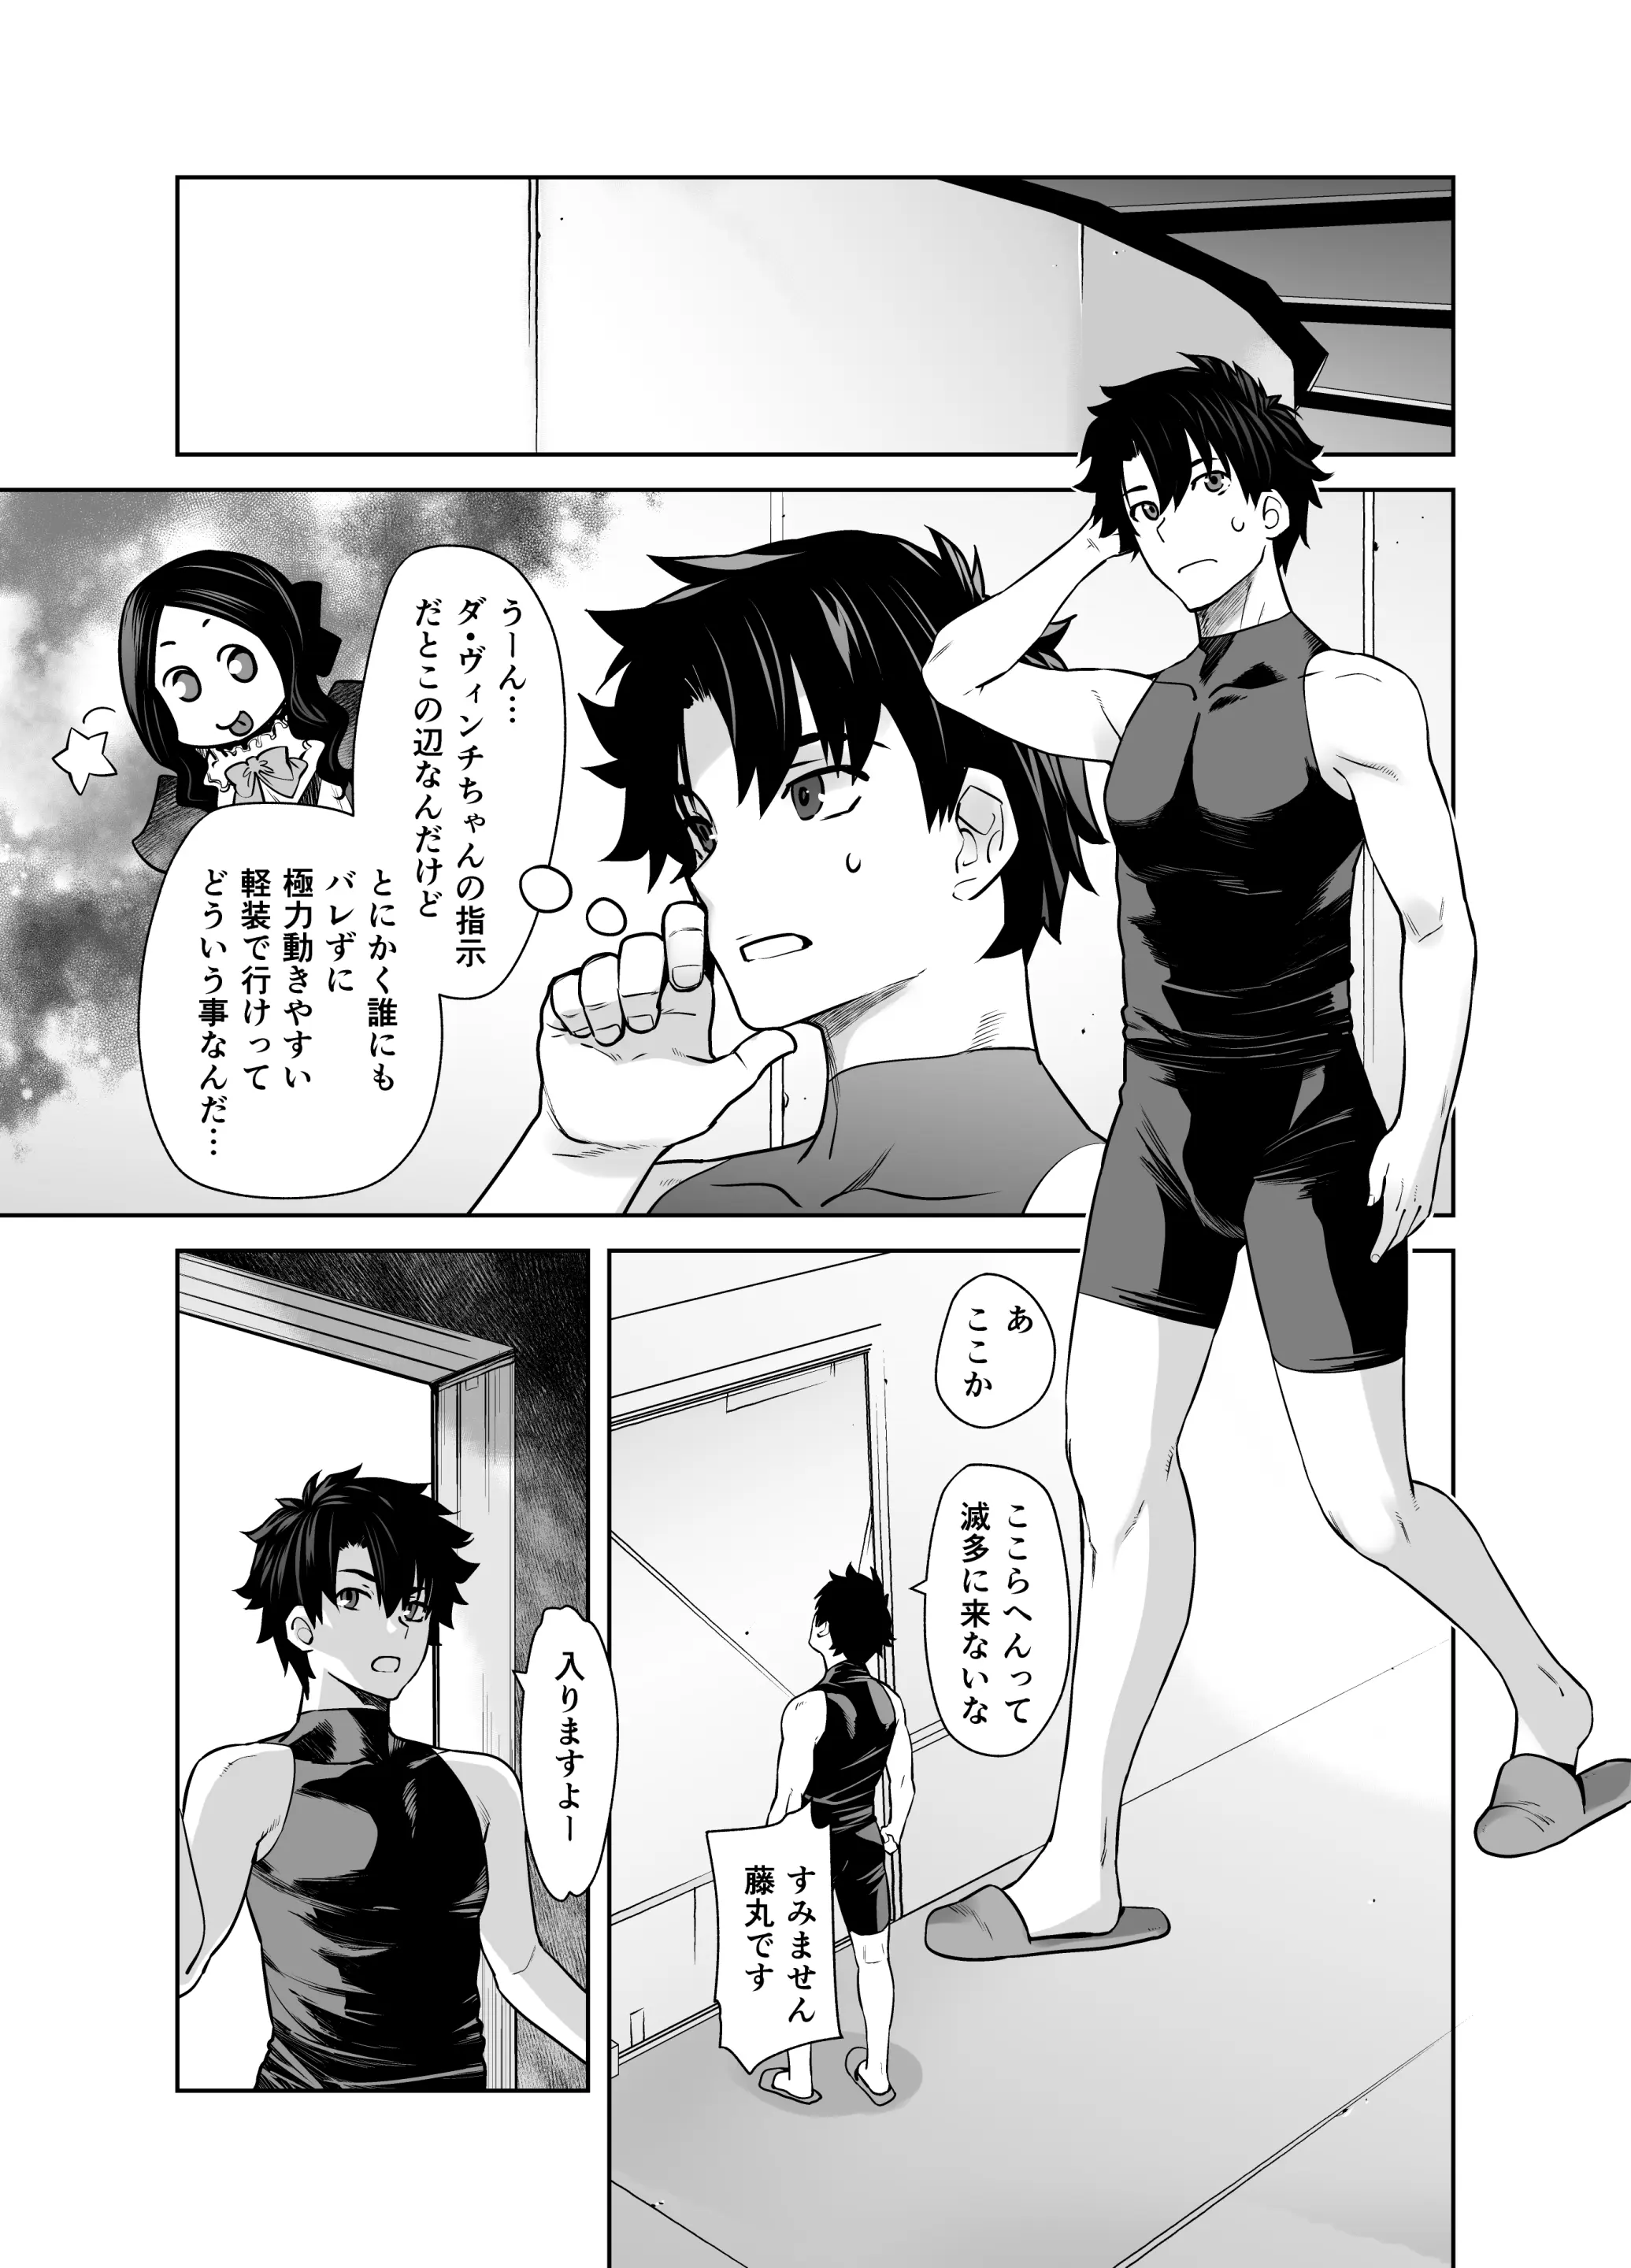 うーん…
ダ・ヴィンチちゃんの指示
だとこの辺なんだけど
とにかく誰にも
バレずに
極力動きやすい
軽装で行けって
どういう事なんだ…
あ
ここか
ここらへんって
滅多に来ないな
すみません
藤丸です
入りますよー